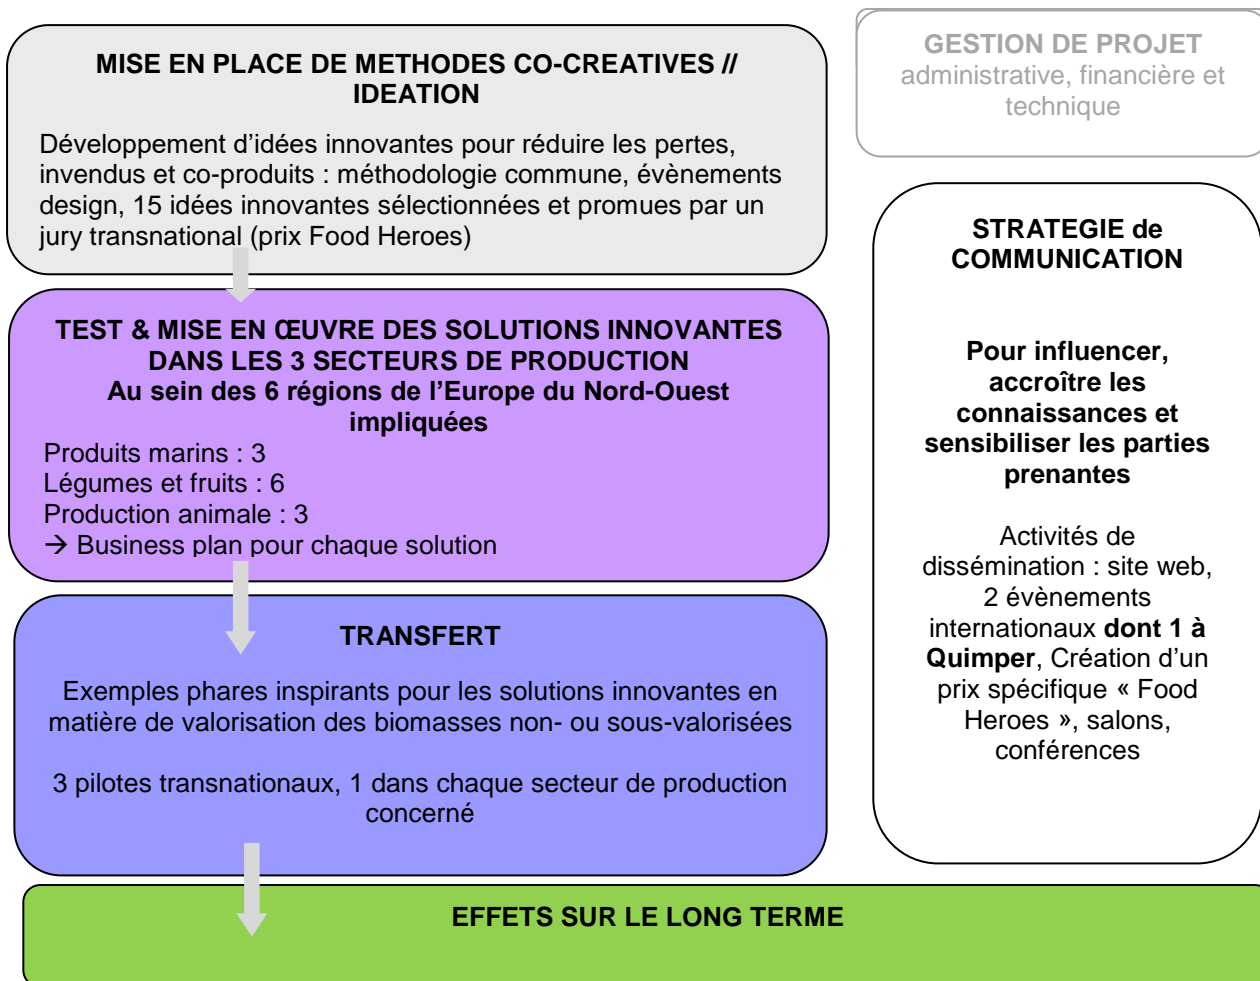 MISE EN PLACE DE METHODES CO-CREATIVES //
IDEATION
Développement d'idées innovantes pour réduire les pertes,
invendus et co-produits : méthodologie commune, évènements
design, 15 idées innovantes sélectionnées et promues par un
jury transnational (prix Food Heroes)
TEST & MISE EN ŒUVRE DES SOLUTIONS INNOVANTES
DANS LES 3 SECTEURS DE PRODUCTION
Au sein des 6 régions de l'Europe du Nord-Ouest
impliquées
Produits marins : 3
Légumes et fruits : 6
Production animale : 3
→ Business plan pour chaque solution
TRANSFERT
Exemples phares inspirants pour les solutions innovantes en
matière de valorisation des biomasses non- ou sous-valorisées
3 pilotes transnationaux, 1 dans chaque secteur de production
concerné
GESTION DE PROJET
administrative, financière et
technique
STRATEGIE de
COMMUNICATION
Pour influencer,
accroître les
connaissances et
sensibiliser les parties
prenantes
Activités de
dissémination : site web,
2 évènements
internationaux dont 1 à
Quimper, Création d'un
prix spécifique « Food
Heroes », salons,
conférences
EFFETS SUR LE LONG TERME